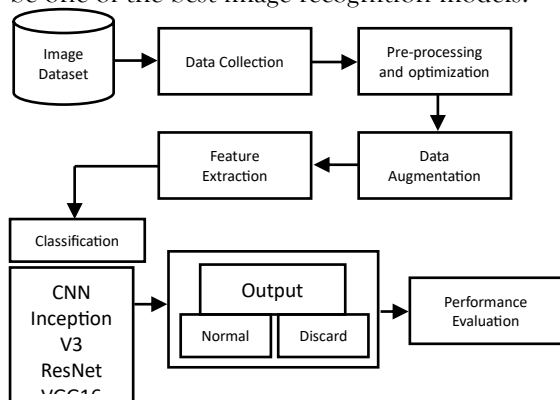 be one of the best image recognition models.
Image
Dataset
Data Collection
Pre-processing
and optimization
Feature
Extraction
Data
Augmentation
Classification
CNN
Inception
V3
ResNet
VGG16
Output
Normal
Discard
Performance
Evaluation